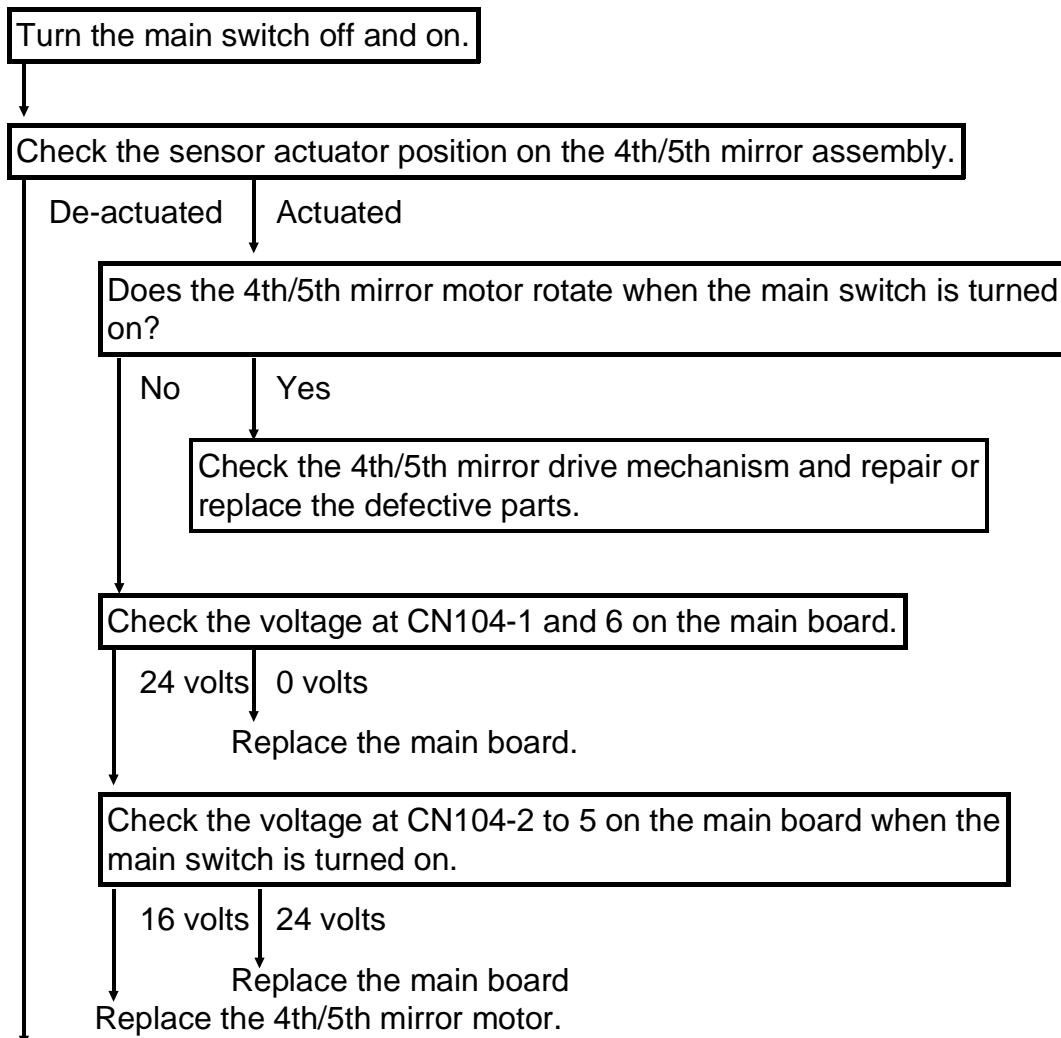 Turn the main switch off and on.
Check the sensor actuator position on the 4th/5th mirror assembly.
De-actuated Actuated
Does the 4th/5th mirror motor rotate when the main switch is turned
on?
No Yes
Check the 4th/5th mirror drive mechanism and repair or
replace the defective parts.
Check the voltage at CN104-1 and 6 on the main board.
24 volts 0 volts
Replace the main board.
Check the voltage at CN104-2 to 5 on the main board when the
main switch is turned on.
16 volts 24 volts
Replace the main board
Replace the 4th/5th mirror motor.